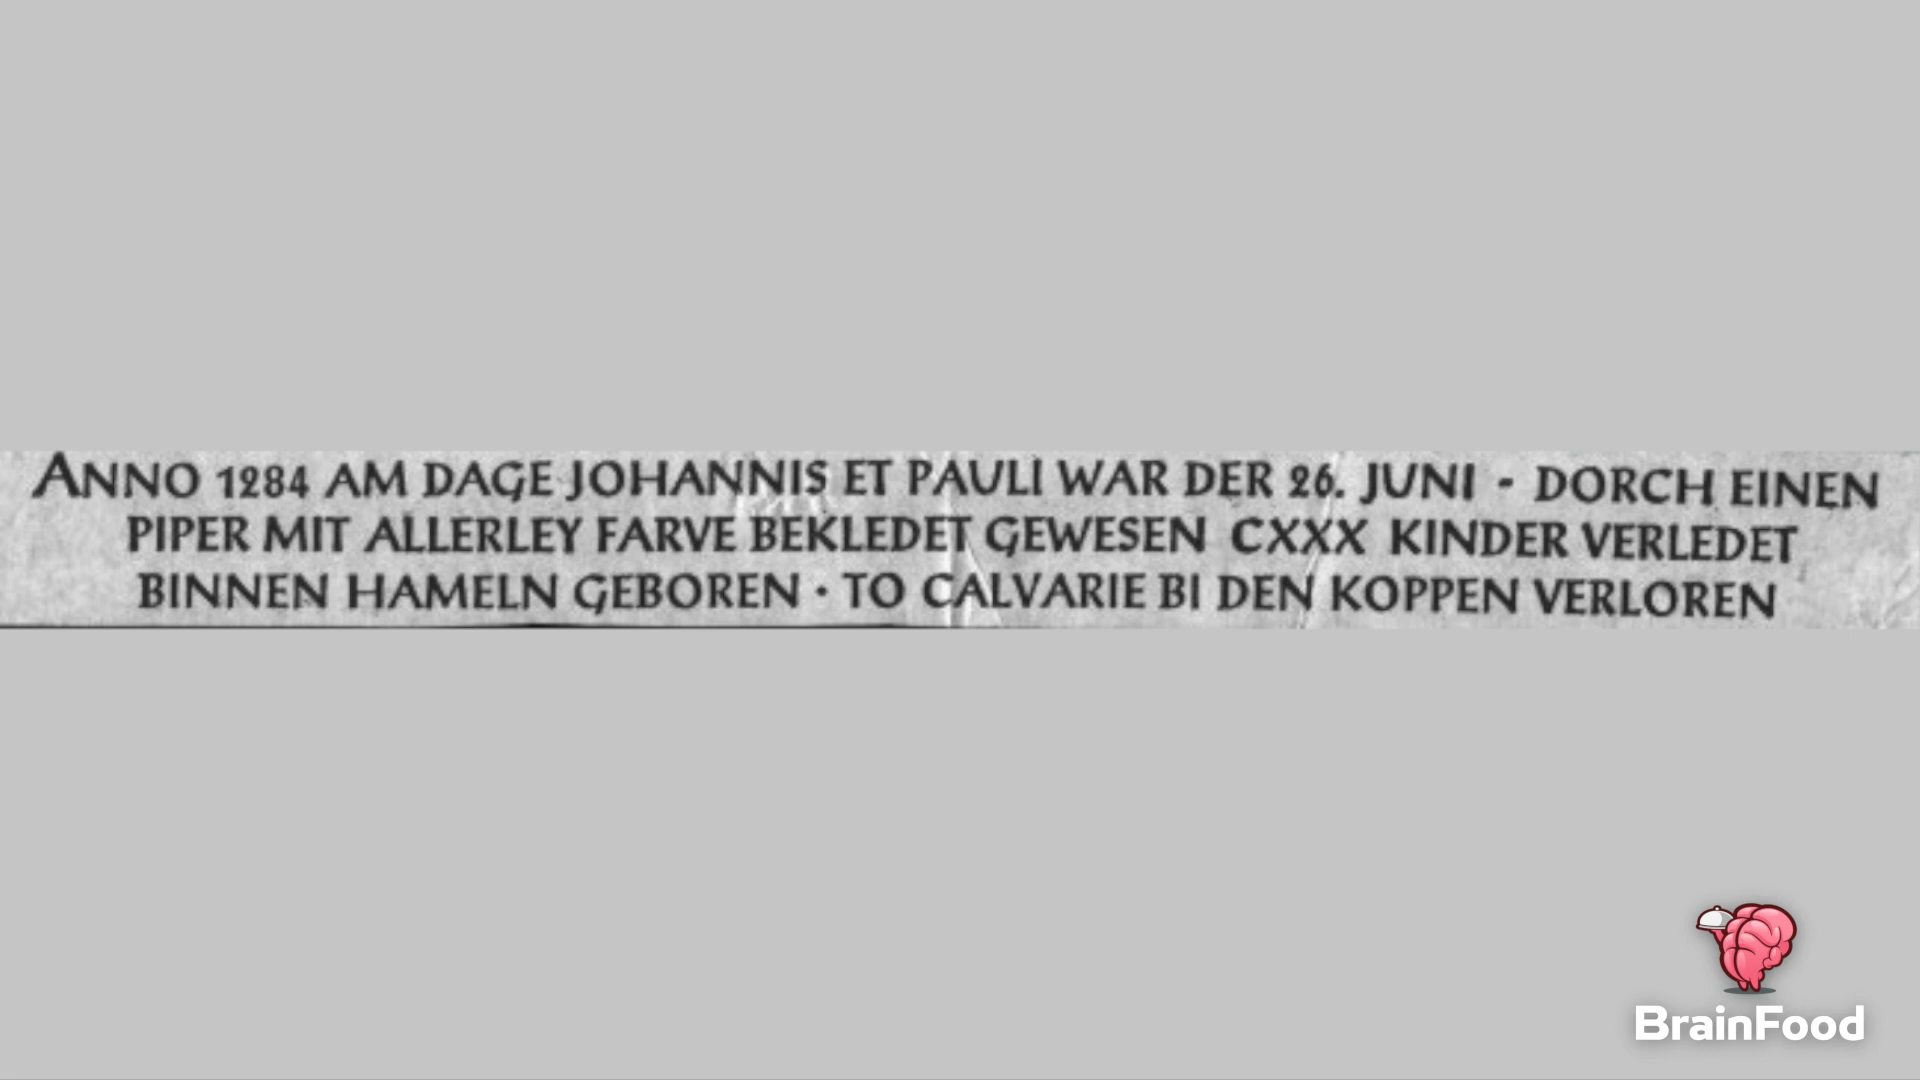 ANNO 1284 AM DAGE JOHANNIS ET PAULI WAR DER 26. JUNI - DORCH EINEN
PIPER MIT ALLERLEY FARVE BEKLEDET GEWESEN CXXX KINDER VERLEDET
BINNEN HAMELN GEBOREN · TO CALVARIE BI DEN KOPPEN VERLOREN
BrainFood